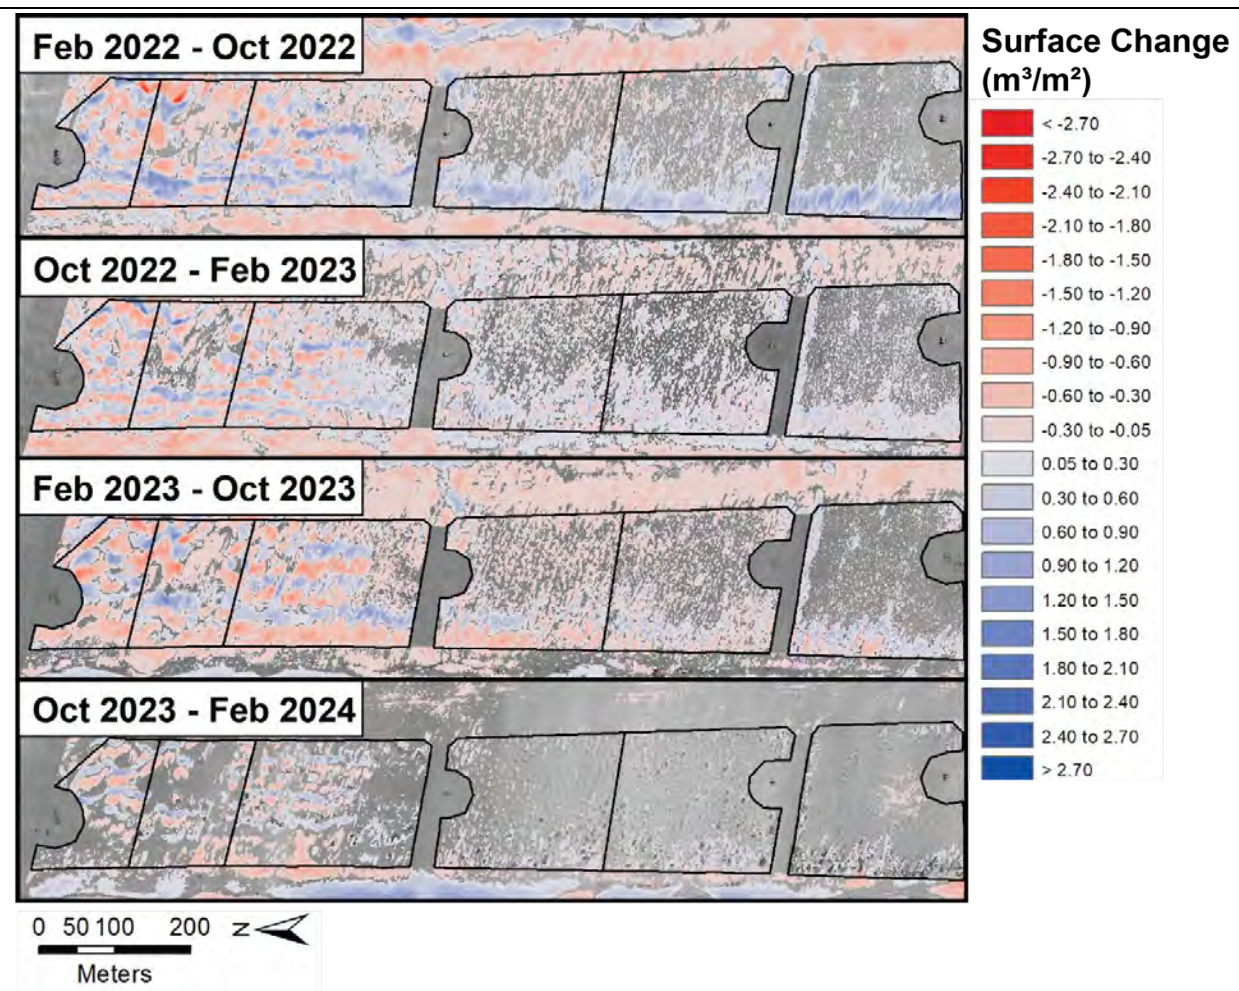 Feb 2022 - Oct 2022
Oct 2022 - Feb 2023
Feb 2023 - Oct 2023
Oct 2023 - Feb 2024
Surface Change
(m³/m²)
< -2.70
-2.70 to -2.40
-2.40 to -2.10
-2.10 to -1.80
-1.80 to -1.50
-1.50 to -1.20
-1.20 to -0.90
-0.90 to -0.60
-0.60 to -0.30
-0.30 to -0.05
0.05 to 0.30
0.30 to 0.60
0.60 to 0.90
0.90 to 1.20
1.20 to 1.50
1.50 to 1.80
1.80 to 2.10
2.10 to 2.40
2.40 to 2.70
> 2.70
0 50 100 200 N
Meters